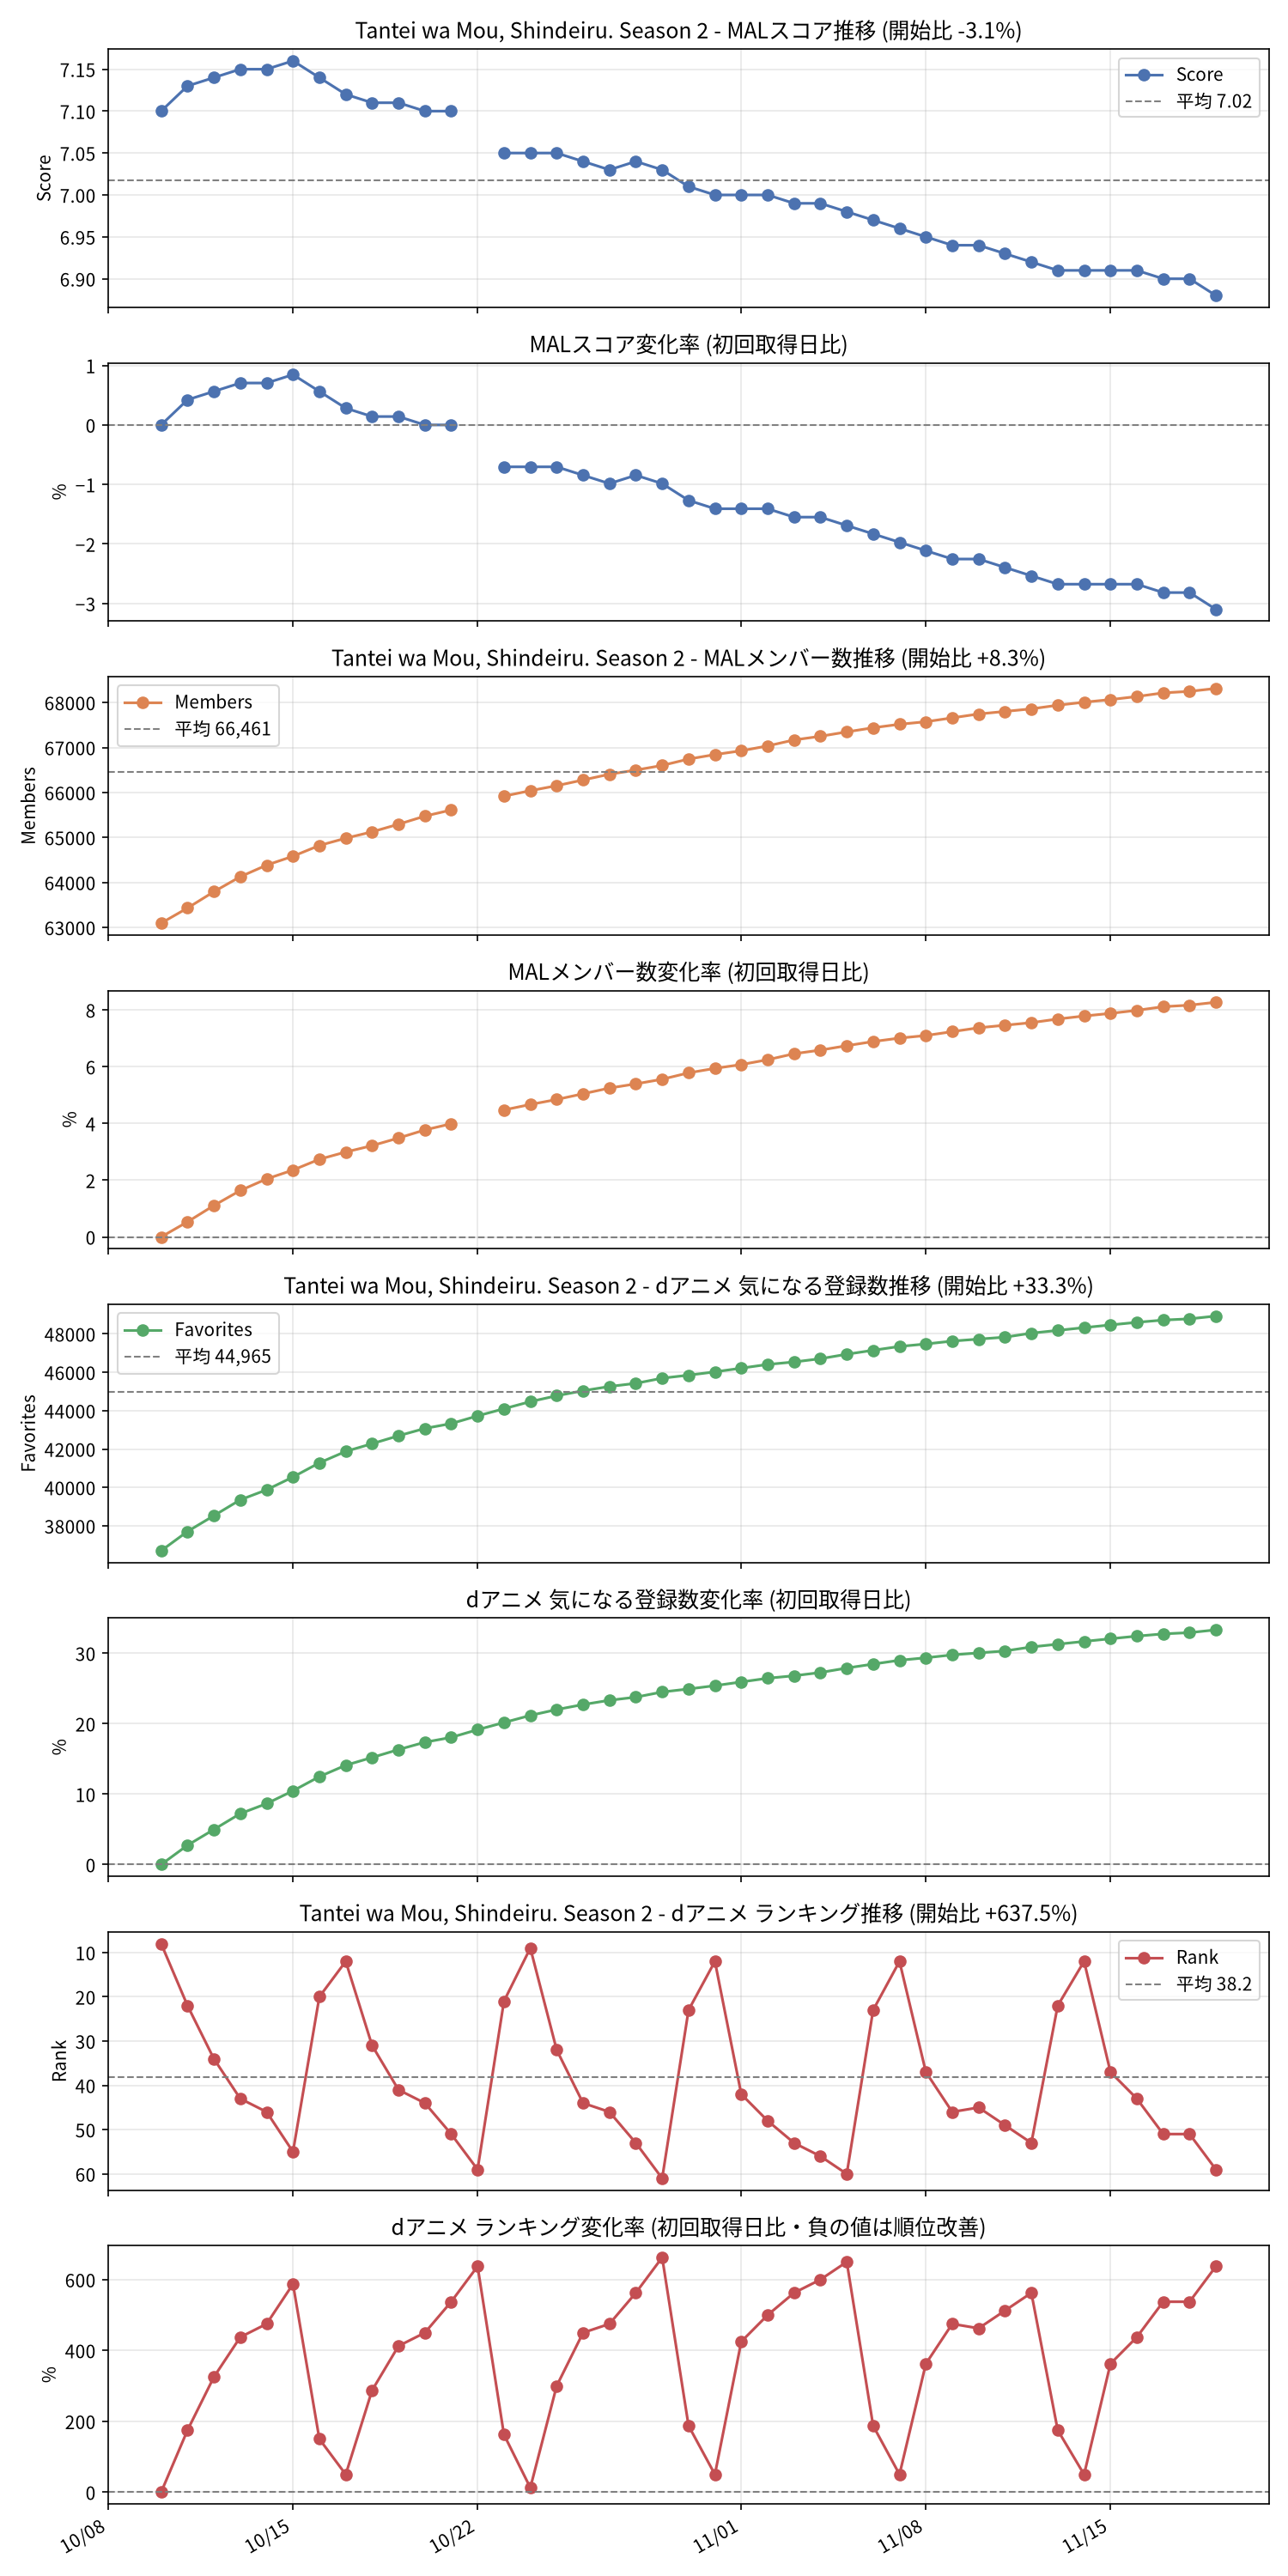 Tantei wa Mou, Shindeiru. Season 2 - MALスコア推移 (開始比 -3.1%)
Score
7.15
7.10
7.05
7.00
6.95
6.90
Score
平均 7.02
MALスコア変化率 (初回取得日比)
%
1
0
−1
−2
−3
Tantei wa Mou, Shindeiru. Season 2 - MALメンバー数推移 (開始比 +8.3%)
Members
68000
67000
66000
65000
64000
63000
Members
平均 66,461
MALメンバー数変化率 (初回取得日比)
%
8
6
4
2
0
Tantei wa Mou, Shindeiru. Season 2 - dアニメ 気になる登録数推移 (開始比 +33.3%)
Favorites
48000
46000
44000
42000
40000
38000
Favorites
平均 44,965
dアニメ 気になる登録数変化率 (初回取得日比)
%
30
20
10
0
Tantei wa Mou, Shindeiru. Season 2 - dアニメ ランキング推移 (開始比 +637.5%)
Rank
10
20
30
40
50
60
Rank
平均 38.2
dアニメ ランキング変化率 (初回取得日比・負の値は順位改善)
%
600
400
200
0
10/08
10/15
10/22
11/01
11/08
11/15